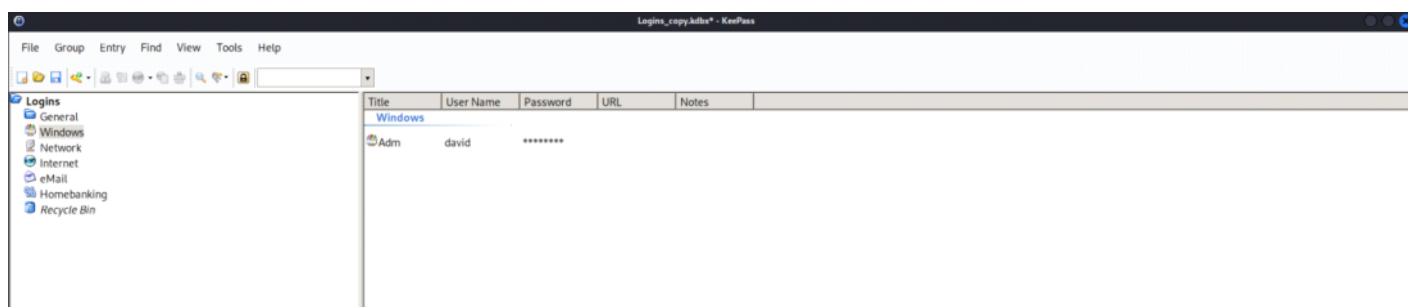 Logins_copy.kdbx* - KeePass
File Group Entry Find View Tools Help
Logins
General
Windows
Network
Internet
eMail
Homebanking
Recycle Bin
Title User Name Password URL Notes
Windows
Adm david ********